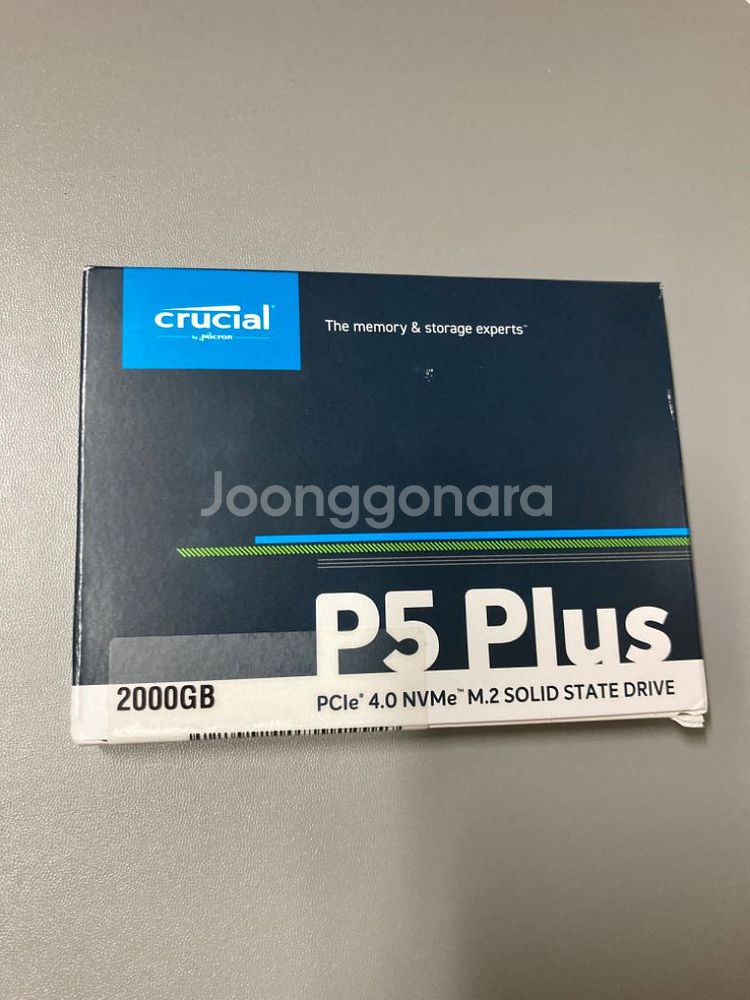 crucial
by Micron
The memory & storage experts™
Joonggonara
P5 Plus
2000GB
PCIe® 4.0 NVMe™ M.2 SOLID STATE DRIVE